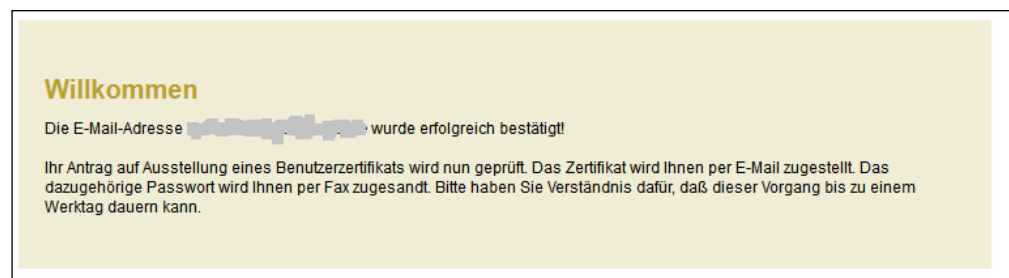 Willkommen
Die E-Mail-Adresse wurde erfolgreich bestätigt!
Ihr Antrag auf Ausstellung eines Benutzerzertifikats wird nun geprüft. Das Zertifikat wird Ihnen per E-Mail zugestellt. Das
dazugehörige Passwort wird Ihnen per Fax zugesandt. Bitte haben Sie Verständnis dafür, daß dieser Vorgang bis zu einem
Werktag dauern kann.